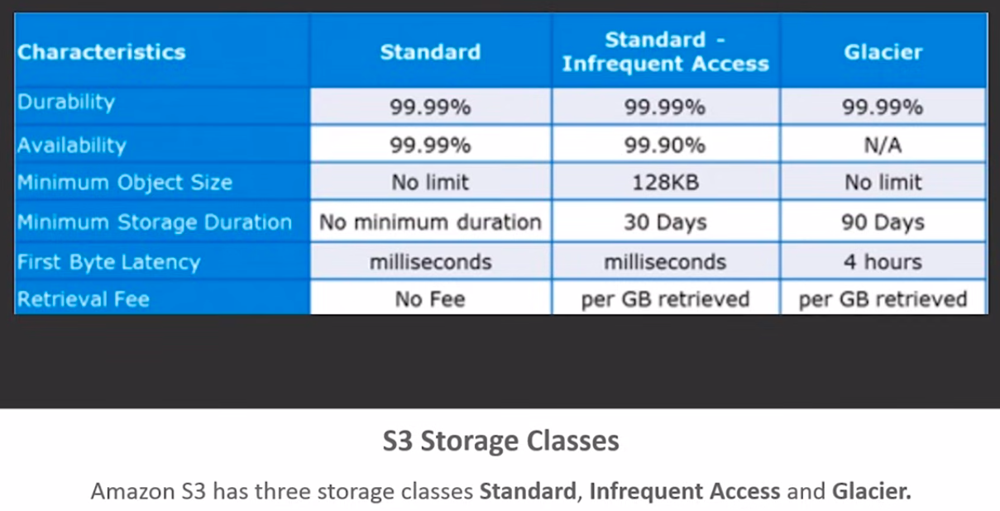 Characteristics Standard Standard - Infrequent Access Glacier
Durability 99.99% 99.99% 99.99%
Availability 99.99% 99.90% N/A
Minimum Object Size No limit 128KB No limit
Minimum Storage Duration No minimum duration 30 Days 90 Days
First Byte Latency milliseconds milliseconds 4 hours
Retrieval Fee No Fee per GB retrieved per GB retrieved
S3 Storage Classes
Amazon S3 has three storage classes Standard, Infrequent Access and Glacier.